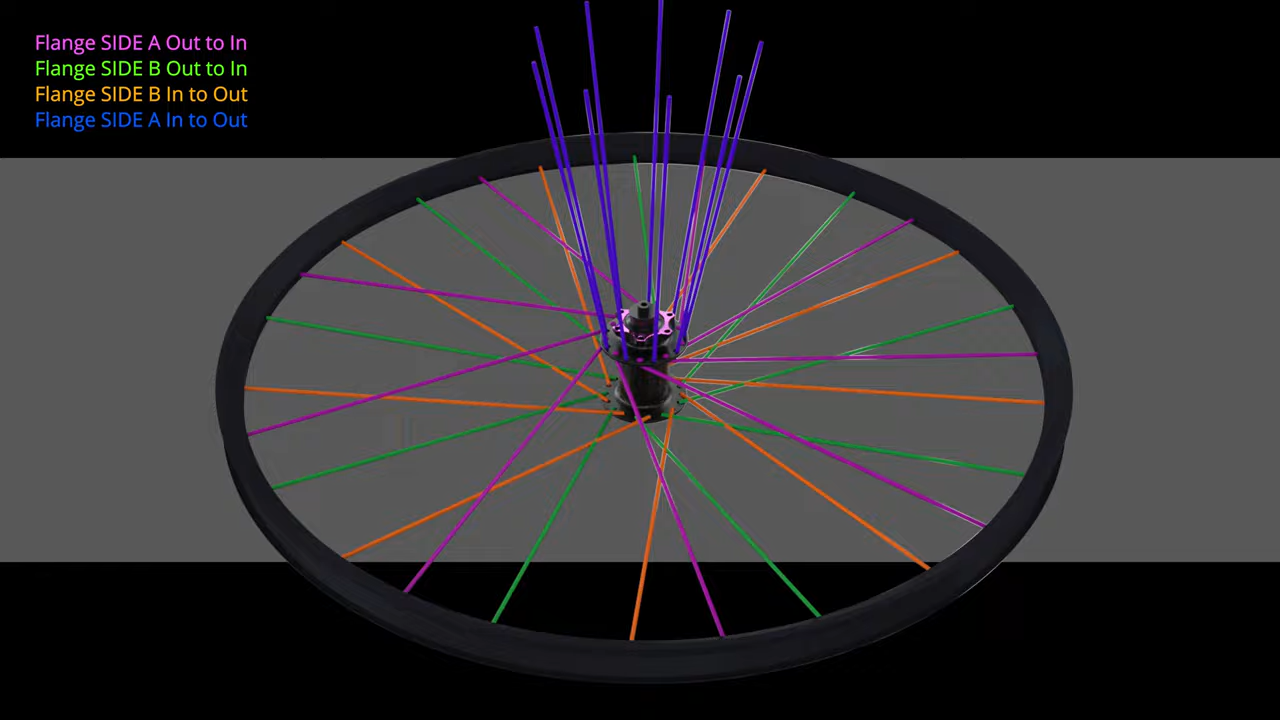 Flange SIDE A Out to In
Flange SIDE B Out to In
Flange SIDE B In to Out
Flange SIDE A In to Out